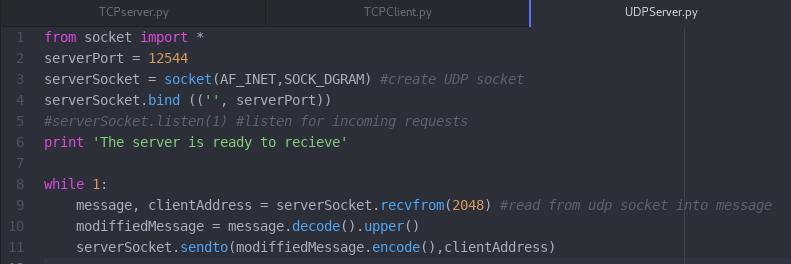 TCPserver.py TCPClient.py UDPServer.py
1 from socket import *
2 serverPort = 12544
3 serverSocket = socket(AF_INET,SOCK_DGRAM) #create UDP socket
4 serverSocket.bind (('', serverPort))
5 #serverSocket.listen(1) #listen for incoming requests
6 print 'The server is ready to recieve'
7
8 while 1:
9     message, clientAddress = serverSocket.recvfrom(2048) #read from udp socket into message
10     modiffiedMessage = message.decode().upper()
11     serverSocket.sendto(modiffiedMessage.encode(),clientAddress)